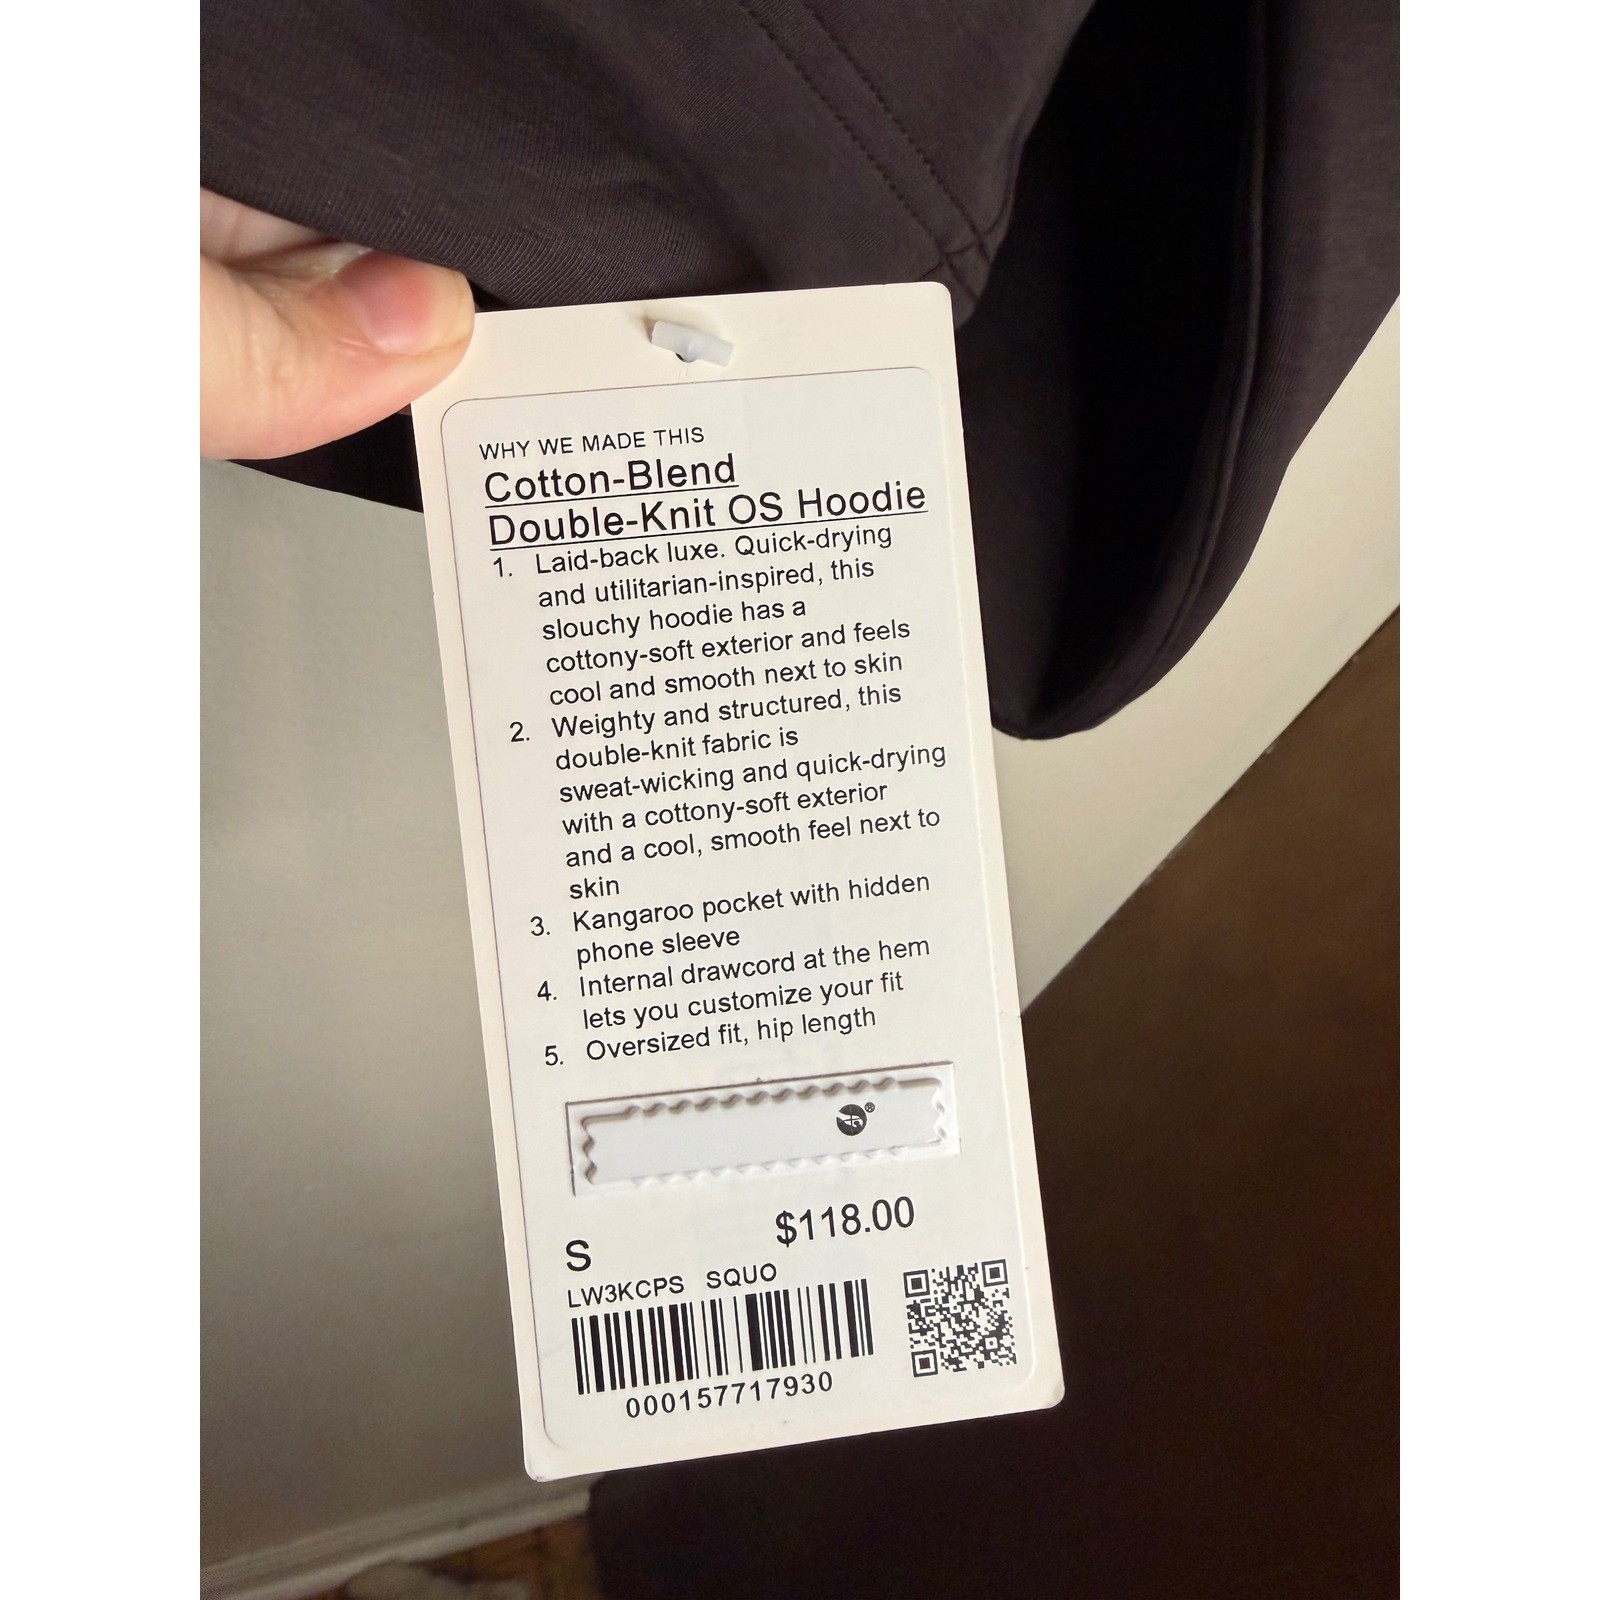 WHY WE MADE THIS
Cotton-Blend
Double-Knit OS Hoodie
1. Laid-back luxe. Quick-drying
and utilitarian-inspired, this
slouchy hoodie has a
cottony-soft exterior and feels
cool and smooth next to skin
2. Weighty and structured, this
double-knit fabric is
sweat-wicking and quick-drying
with a cottony-soft exterior
and a cool, smooth feel next to
skin
3. Kangaroo pocket with hidden
phone sleeve
4. Internal drawcord at the hem
lets you customize your fit
5. Oversized fit, hip length
®
S $118.00
LW3KCPS SQUO
000157717930